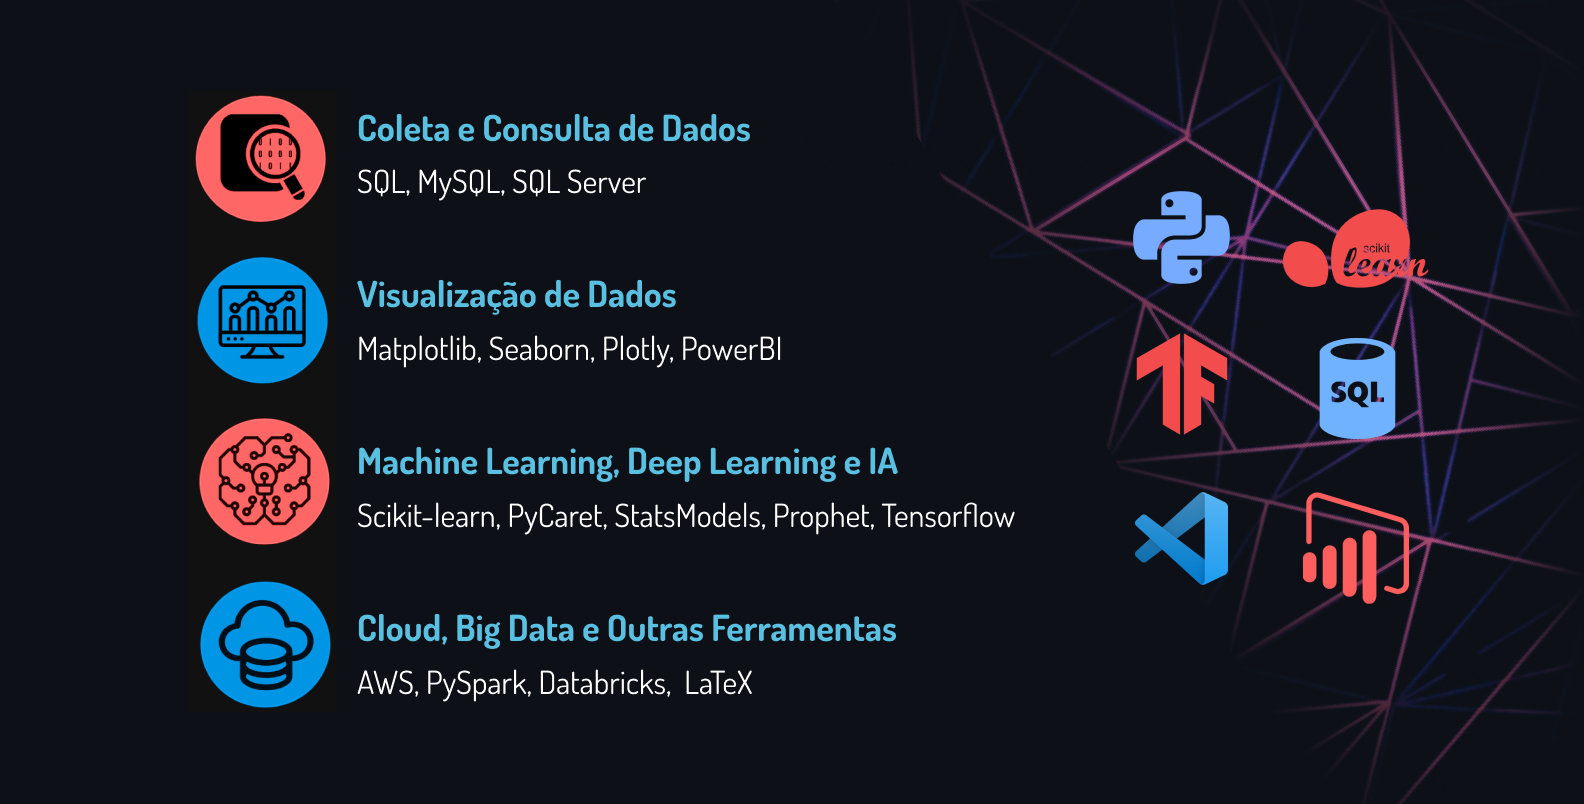 Coleta e Consulta de Dados
SQL, MySQL, SQL Server
Visualização de Dados
Matplotlib, Seaborn, Plotly, PowerBI
Machine Learning, Deep Learning e IA
Scikit-learn, PyCaret, StatsModels, Prophet, Tensorflow
Cloud, Big Data e Outras Ferramentas
AWS, PySpark, Databricks, LaTeX
scikit
learn
SQL